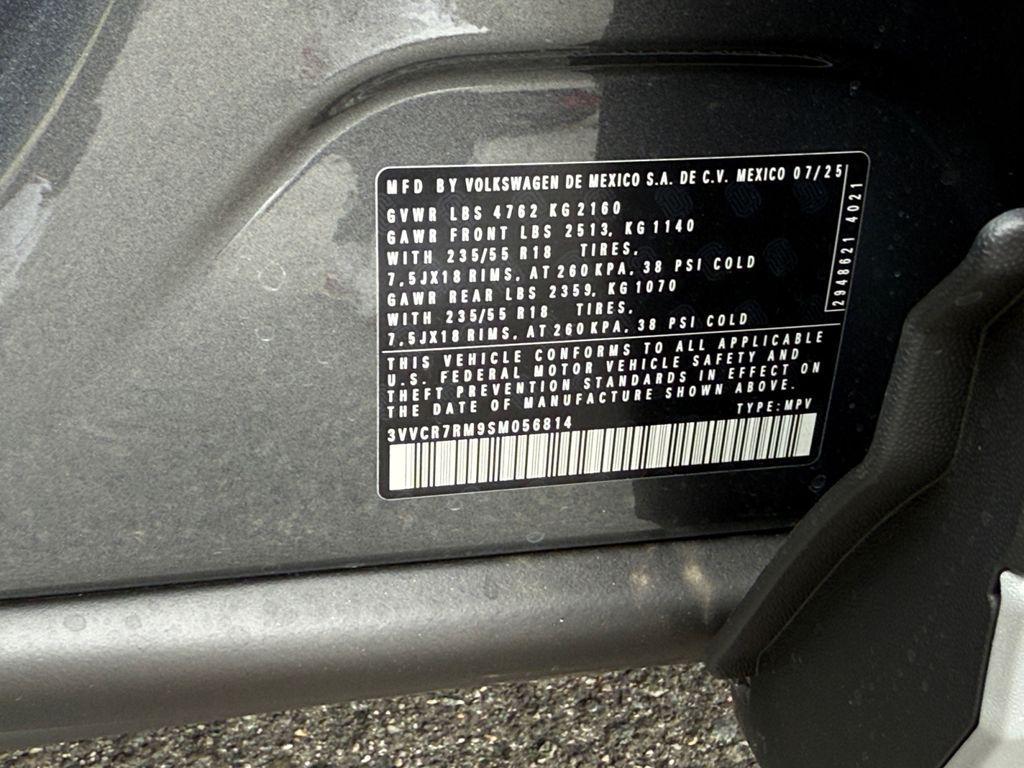 MFD BY VOLKSWAGEN DE MEXICO S.A. DE C.V. MEXICO 07/25
GVWR LBS 4762 KG 2160
GAWR FRONT LBS 2513, KG 1140
WITH 235/55 R18 TIRES,
7,5JX18 RIMS, AT 260 KPA, 38 PSI COLD
GAWR REAR LBS 2359, KG 1070
WITH 235/55 R18 TIRES,
7,5JX18 RIMS, AT 260 KPA, 38 PSI COLD
2948621 4021
THIS VEHICLE CONFORMS TO ALL APPLICABLE
U.S. FEDERAL MOTOR VEHICLE SAFETY AND
THEFT PREVENTION STANDARDS IN EFFECT ON
THE DATE OF MANUFACTURE SHOWN ABOVE.
3VVCR7RM9SM056814 TYPE: MPV